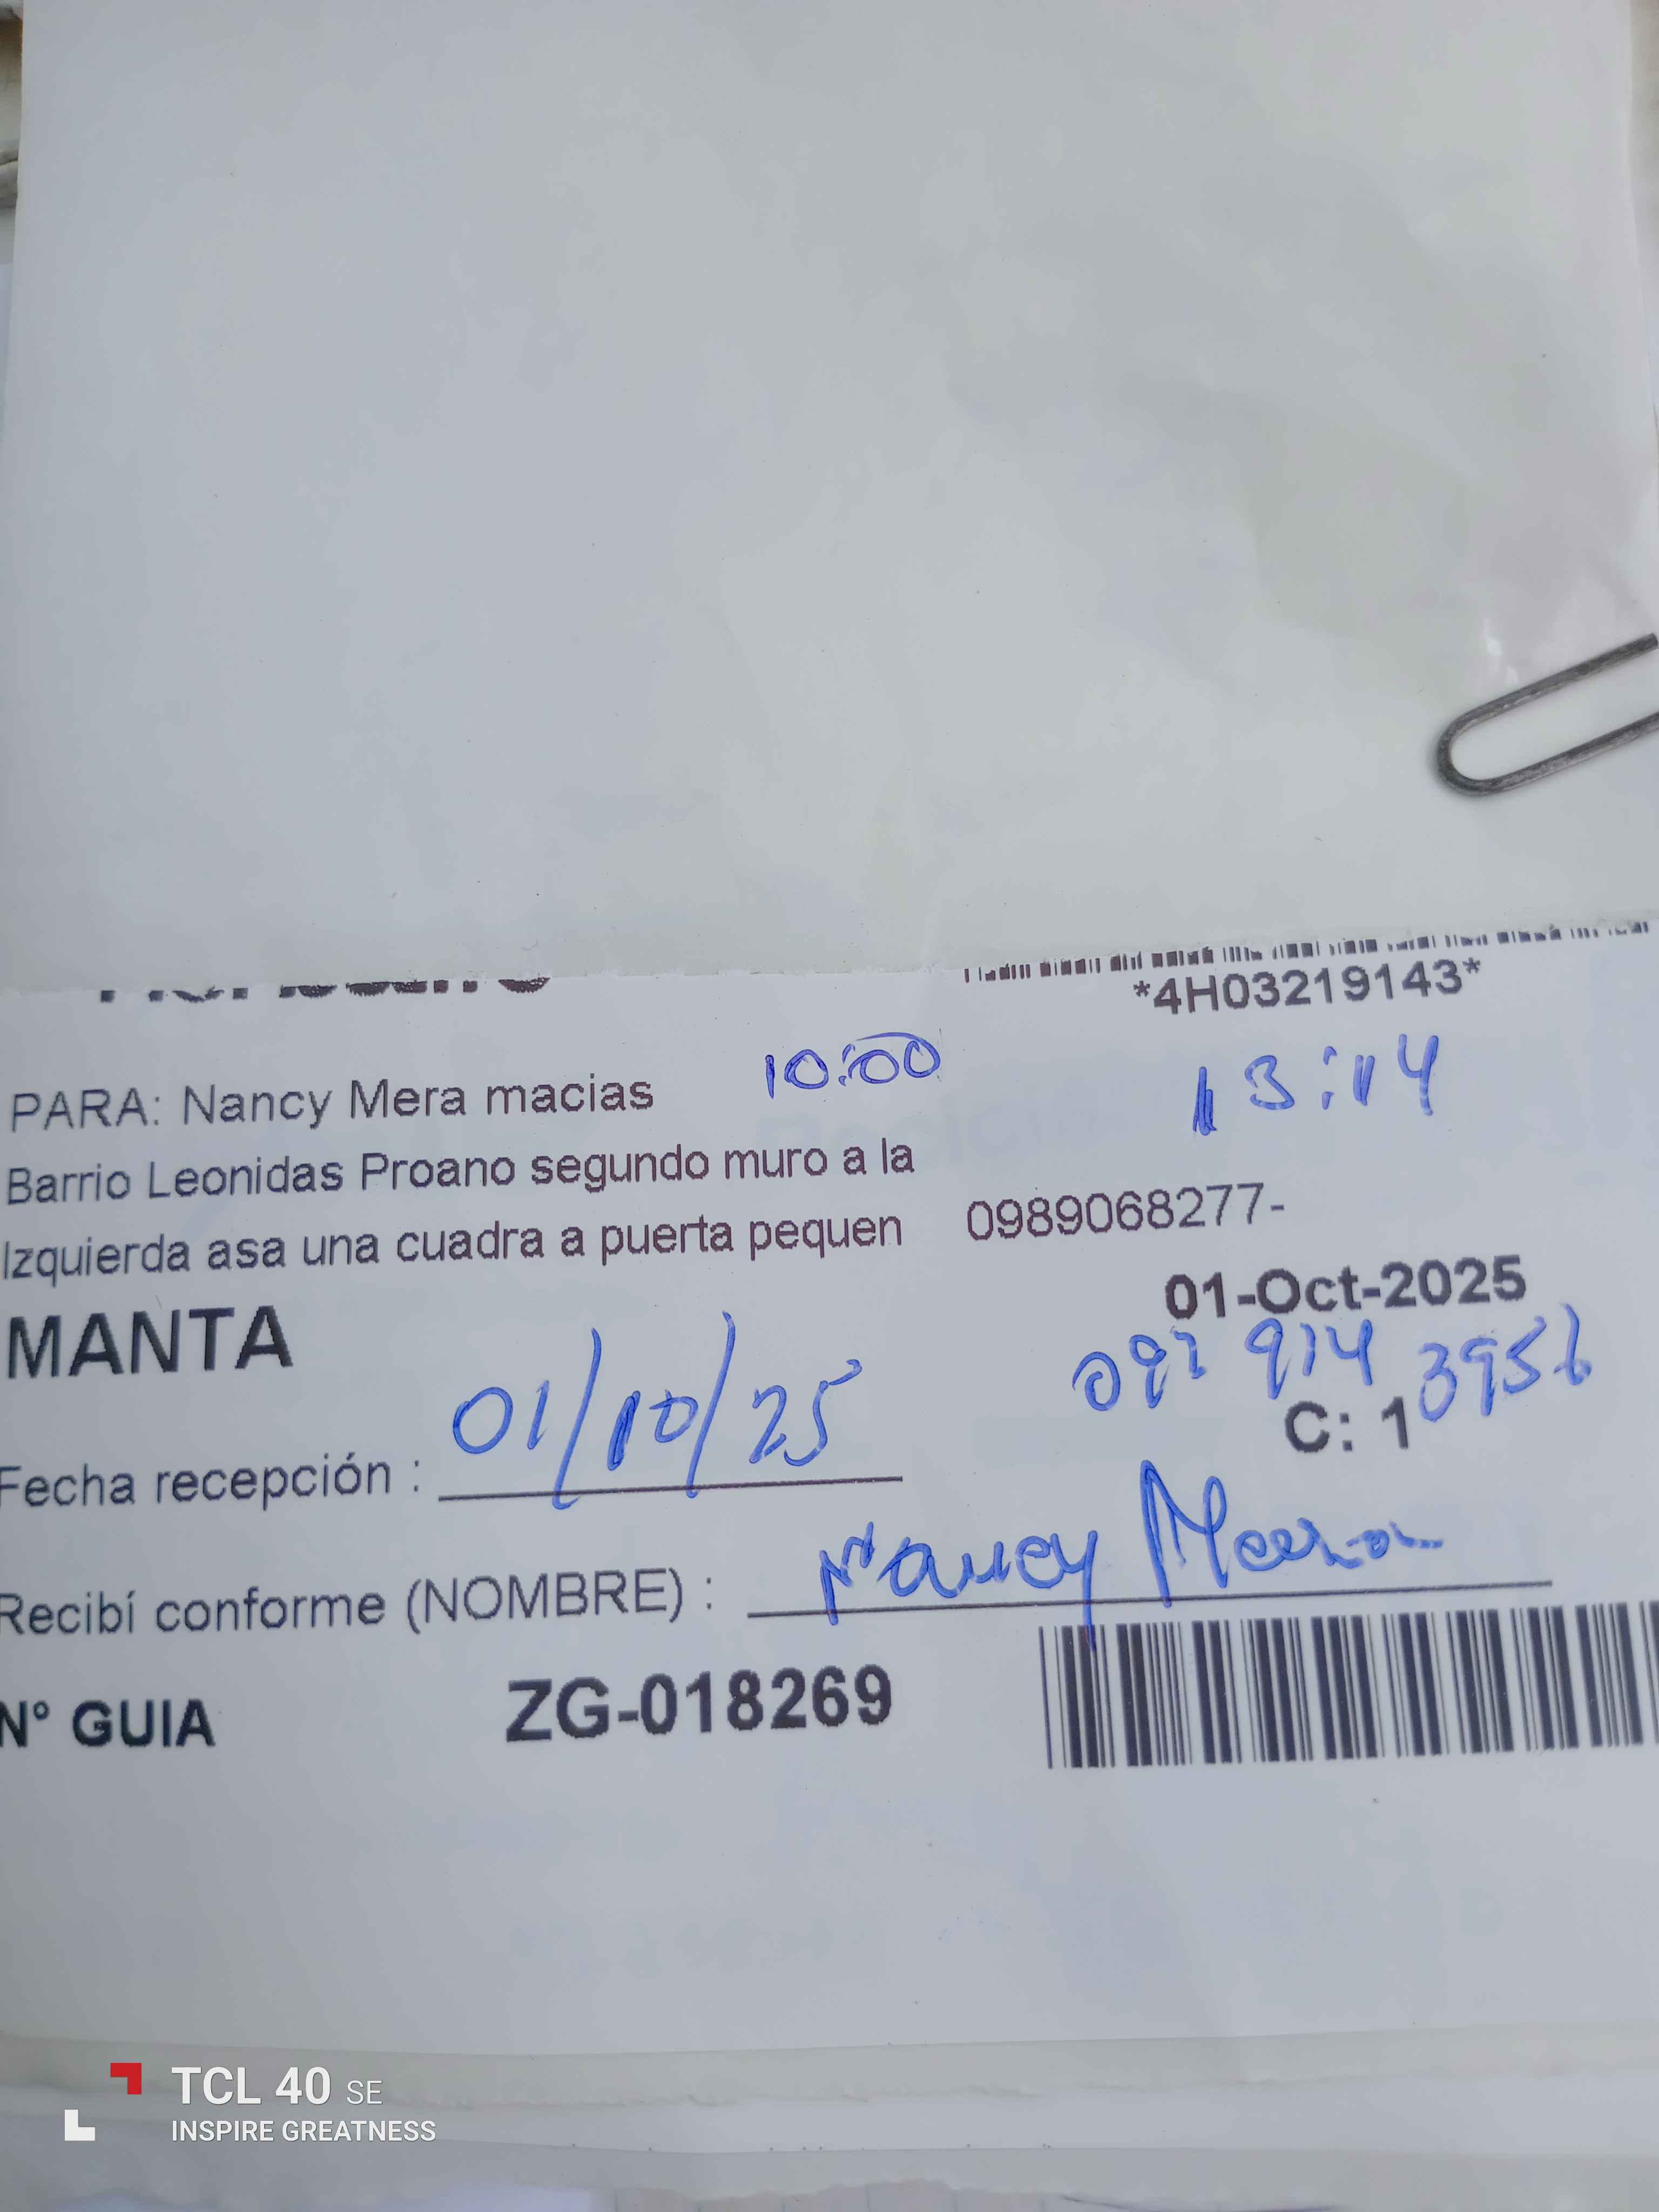 *4H03219143*
PARA: Nancy Mera macias 10:00 13:14
Barrio Leonidas Proano segundo muro a la
Izquierda asa una cuadra a puerta pequen 0989068277-
01-Oct-2025
MANTA
C: 1
Fecha recepción : 01/10/25
Recibí conforme (NOMBRE) : Nancy Meera
N° GUIA ZG-018269
TCL 40 SE
INSPIRE GREATNESS